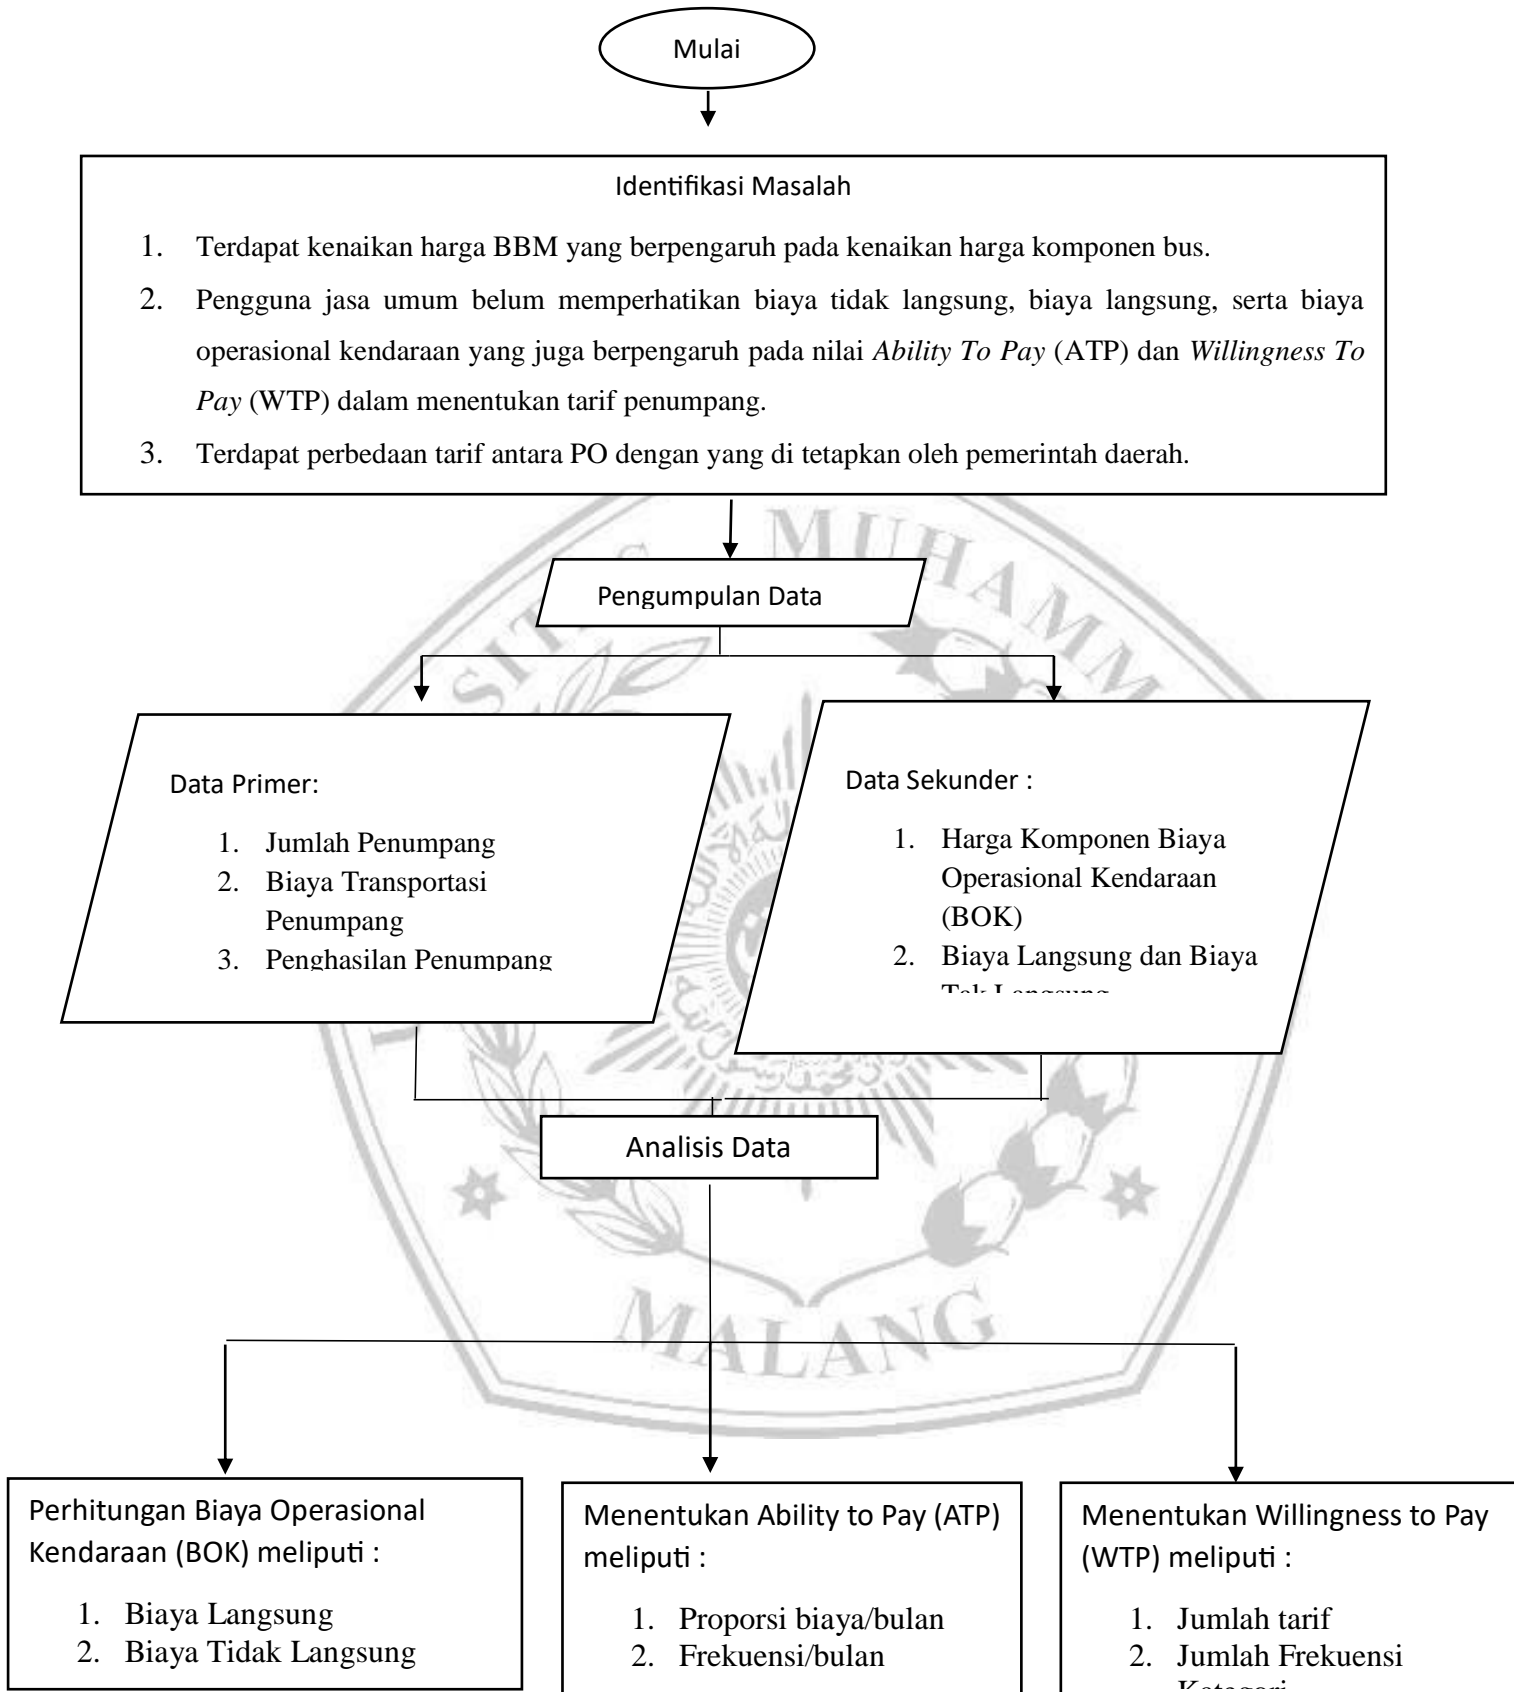 Mulai
Identifikasi Masalah
1. Terdapat kenaikan harga BBM yang berpengaruh pada kenaikan harga komponen bus.
2. Pengguna jasa umum belum memperhatikan biaya tidak langsung, biaya langsung, serta biaya
operasional kendaraan yang juga berpengaruh pada nilai Ability To Pay (ATP) dan Willingness To
Pay (WTP) dalam menentukan tarif penumpang.
3. Terdapat perbedaan tarif antara PO dengan yang di tetapkan oleh pemerintah daerah.
MUHAMM
SITAS
Pengumpulan Data
Data Primer:
1. Jumlah Penumpang
2. Biaya Transportasi
Penumpang
3. Penghasilan Penumpang
Data Sekunder :
1. Harga Komponen Biaya
Operasional Kendaraan
(BOK)
2. Biaya Langsung dan Biaya
Tak Langsung
Analisis Data
MALANG
Perhitungan Biaya Operasional
Kendaraan (BOK) meliputi :
1. Biaya Langsung
2. Biaya Tidak Langsung
Menentukan Ability to Pay (ATP)
meliputi :
1. Proporsi biaya/bulan
2. Frekuensi/bulan
Menentukan Willingness to Pay
(WTP) meliputi :
1. Jumlah tarif
2. Jumlah Frekuensi
Kategori